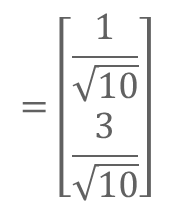 = [ 1
√10
3
√10 ]